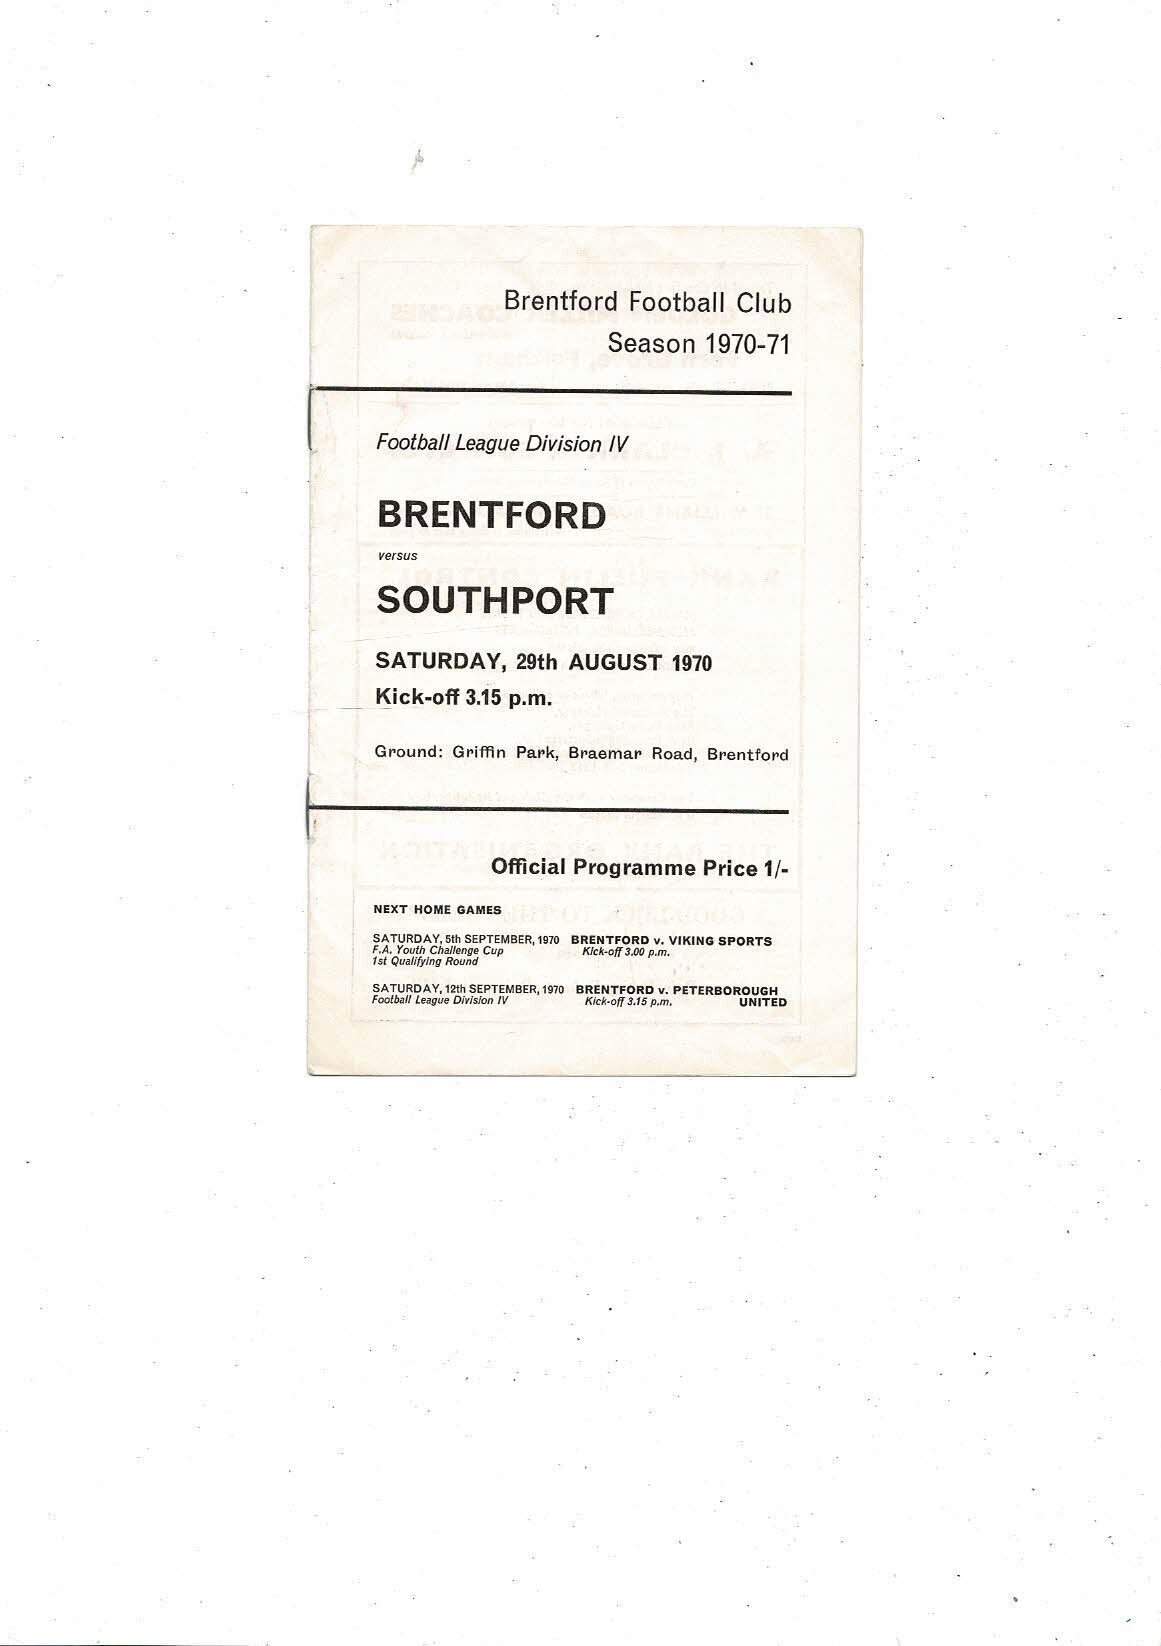 Brentford Football Club
Season 1970-71
Football League Division IV
BRENTFORD
versus
SOUTHPORT
SATURDAY, 29th AUGUST 1970
Kick-off 3.15 p.m.
Ground: Griffin Park, Braemar Road, Brentford
Official Programme Price 1/-
NEXT HOME GAMES
SATURDAY, 5th SEPTEMBER, 1970 BRENTFORD v. VIKING SPORTS
F.A. Youth Challenge Cup Kick-off 3.00 p.m.
1st Qualifying Round
SATURDAY, 12th SEPTEMBER, 1970 BRENTFORD v. PETERBOROUGH
Football League Division IV Kick-off 3.15 p.m. UNITED